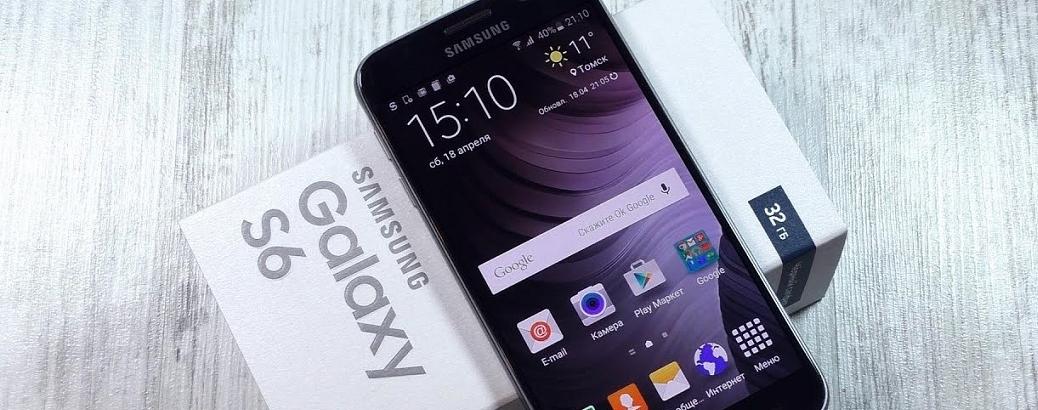 SAMSUNG
40% 21:10
15:10
сб, 18 апреля
11°
Томск
Обновл. 18.04 21:05
Google
Скажите Ok Google
E-mail
Камера
Play Маркет
Google
Интернет
Меню
SAMSUNG
Galaxy
S6
32 ГБ